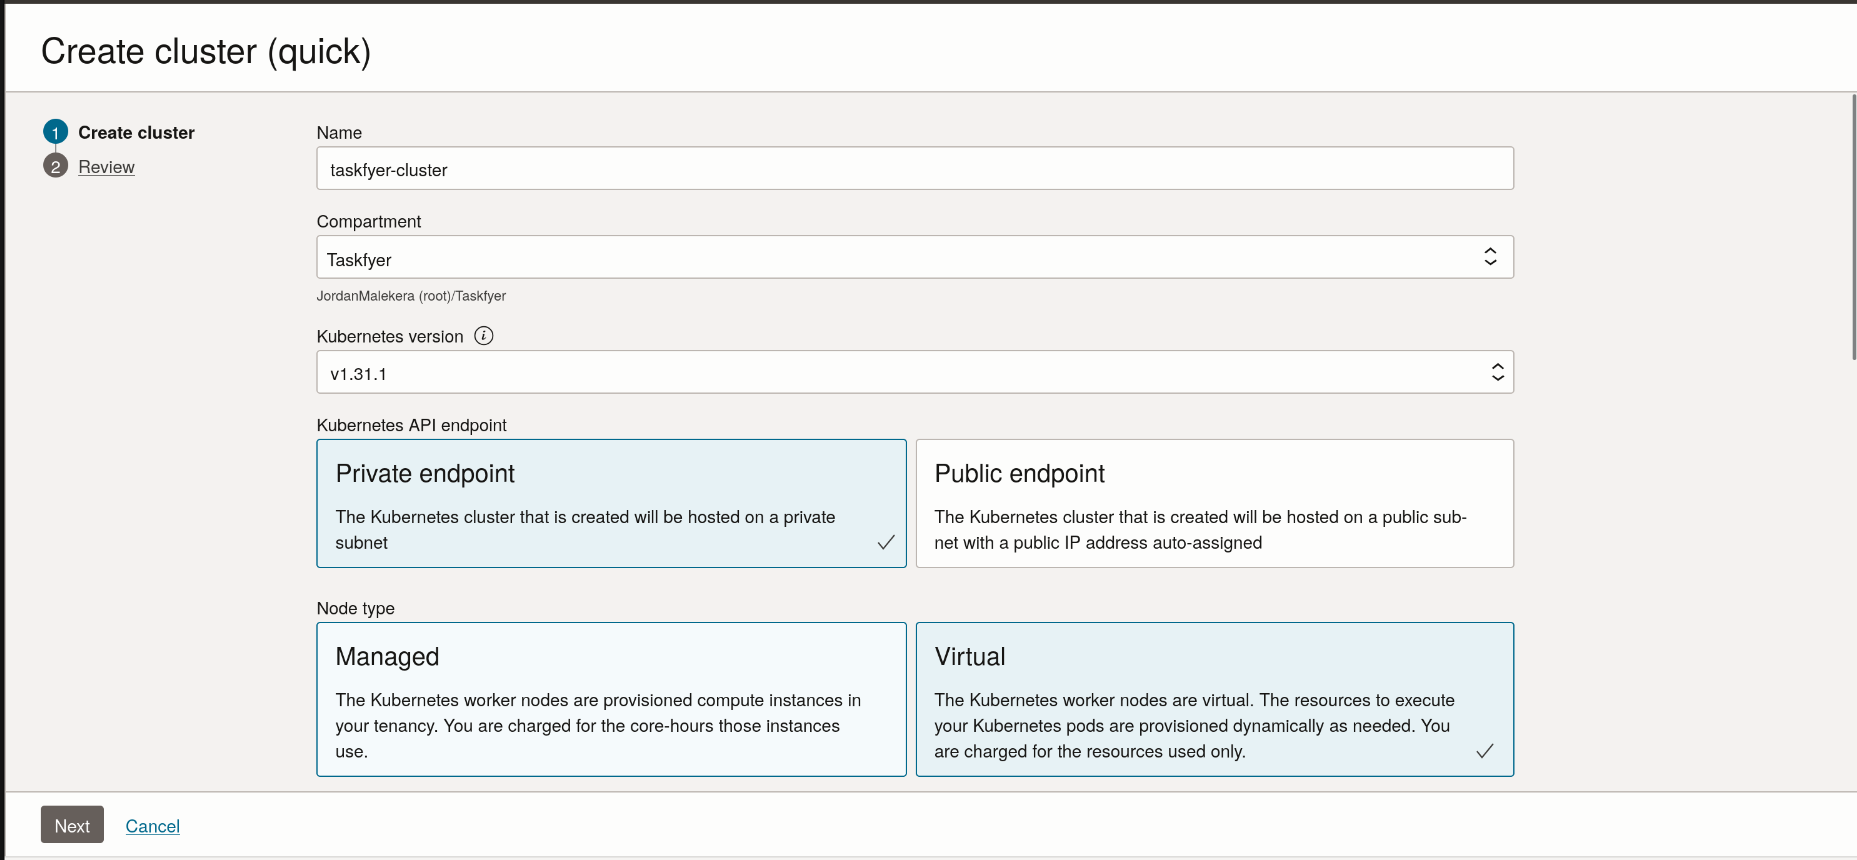 Create cluster (quick)
1 Create cluster
2 Review
Name
taskfyer-cluster
Compartment
Taskfyer
JordanMalekera (root)/Taskfyer
Kubernetes version i
v1.31.1
Kubernetes API endpoint
Private endpoint
The Kubernetes cluster that is created will be hosted on a private
subnet
Public endpoint
The Kubernetes cluster that is created will be hosted on a public sub-
net with a public IP address auto-assigned
Node type
Managed
The Kubernetes worker nodes are provisioned compute instances in
your tenancy. You are charged for the core-hours those instances
use.
Virtual
The Kubernetes worker nodes are virtual. The resources to execute
your Kubernetes pods are provisioned dynamically as needed. You
are charged for the resources used only.
Next
Cancel